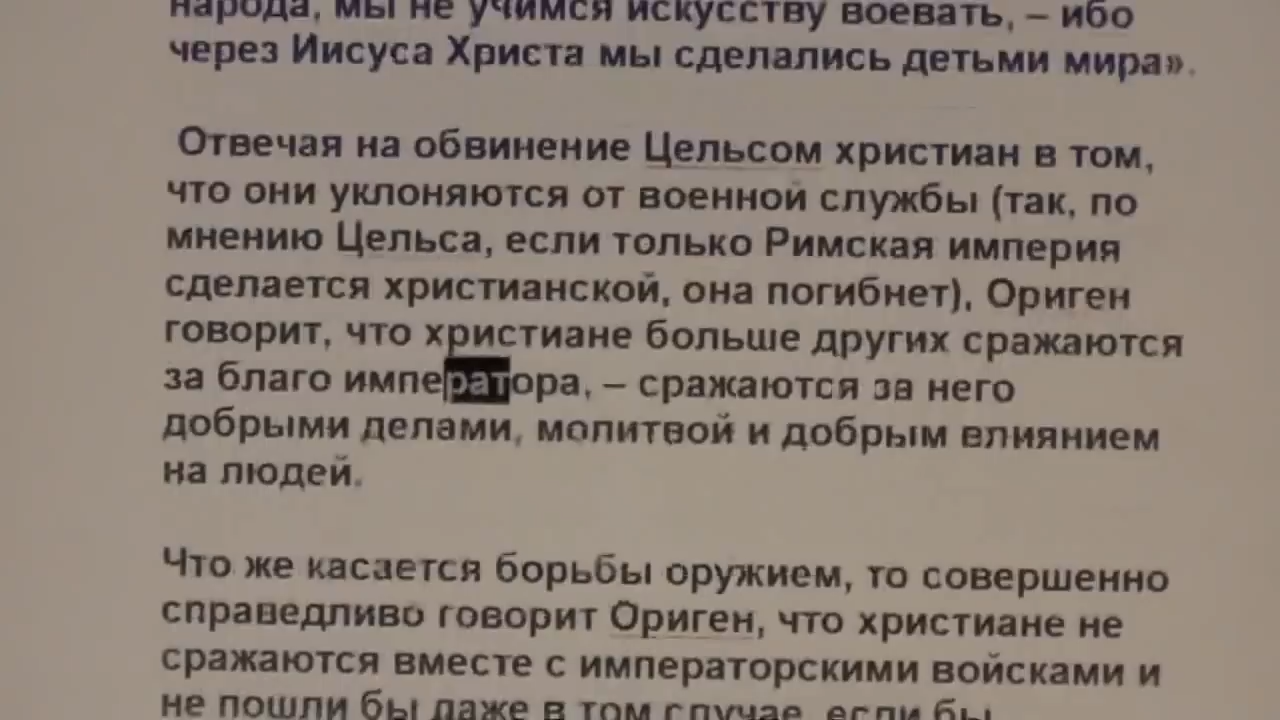 народа, мы не учимся искусству воевать, – ибо
через Иисуса Христа мы сделались детьми мира».
Отвечая на обвинение Цельсом христиан в том,
что они уклоняются от военной службы (так, по
мнению Цельса, если только Римская империя
сделается христианской, она погибнет), Ориген
говорит, что христиане больше других сражаются
за благо императора, – сражаются за него
добрыми делами, молитвой и добрым влиянием
на людей.
Что же касается борьбы оружием, то совершенно
справедливо говорит Ориген, что христиане не
сражаются вместе с императорскими войсками и
не пошли бы даже в том случае, если бы